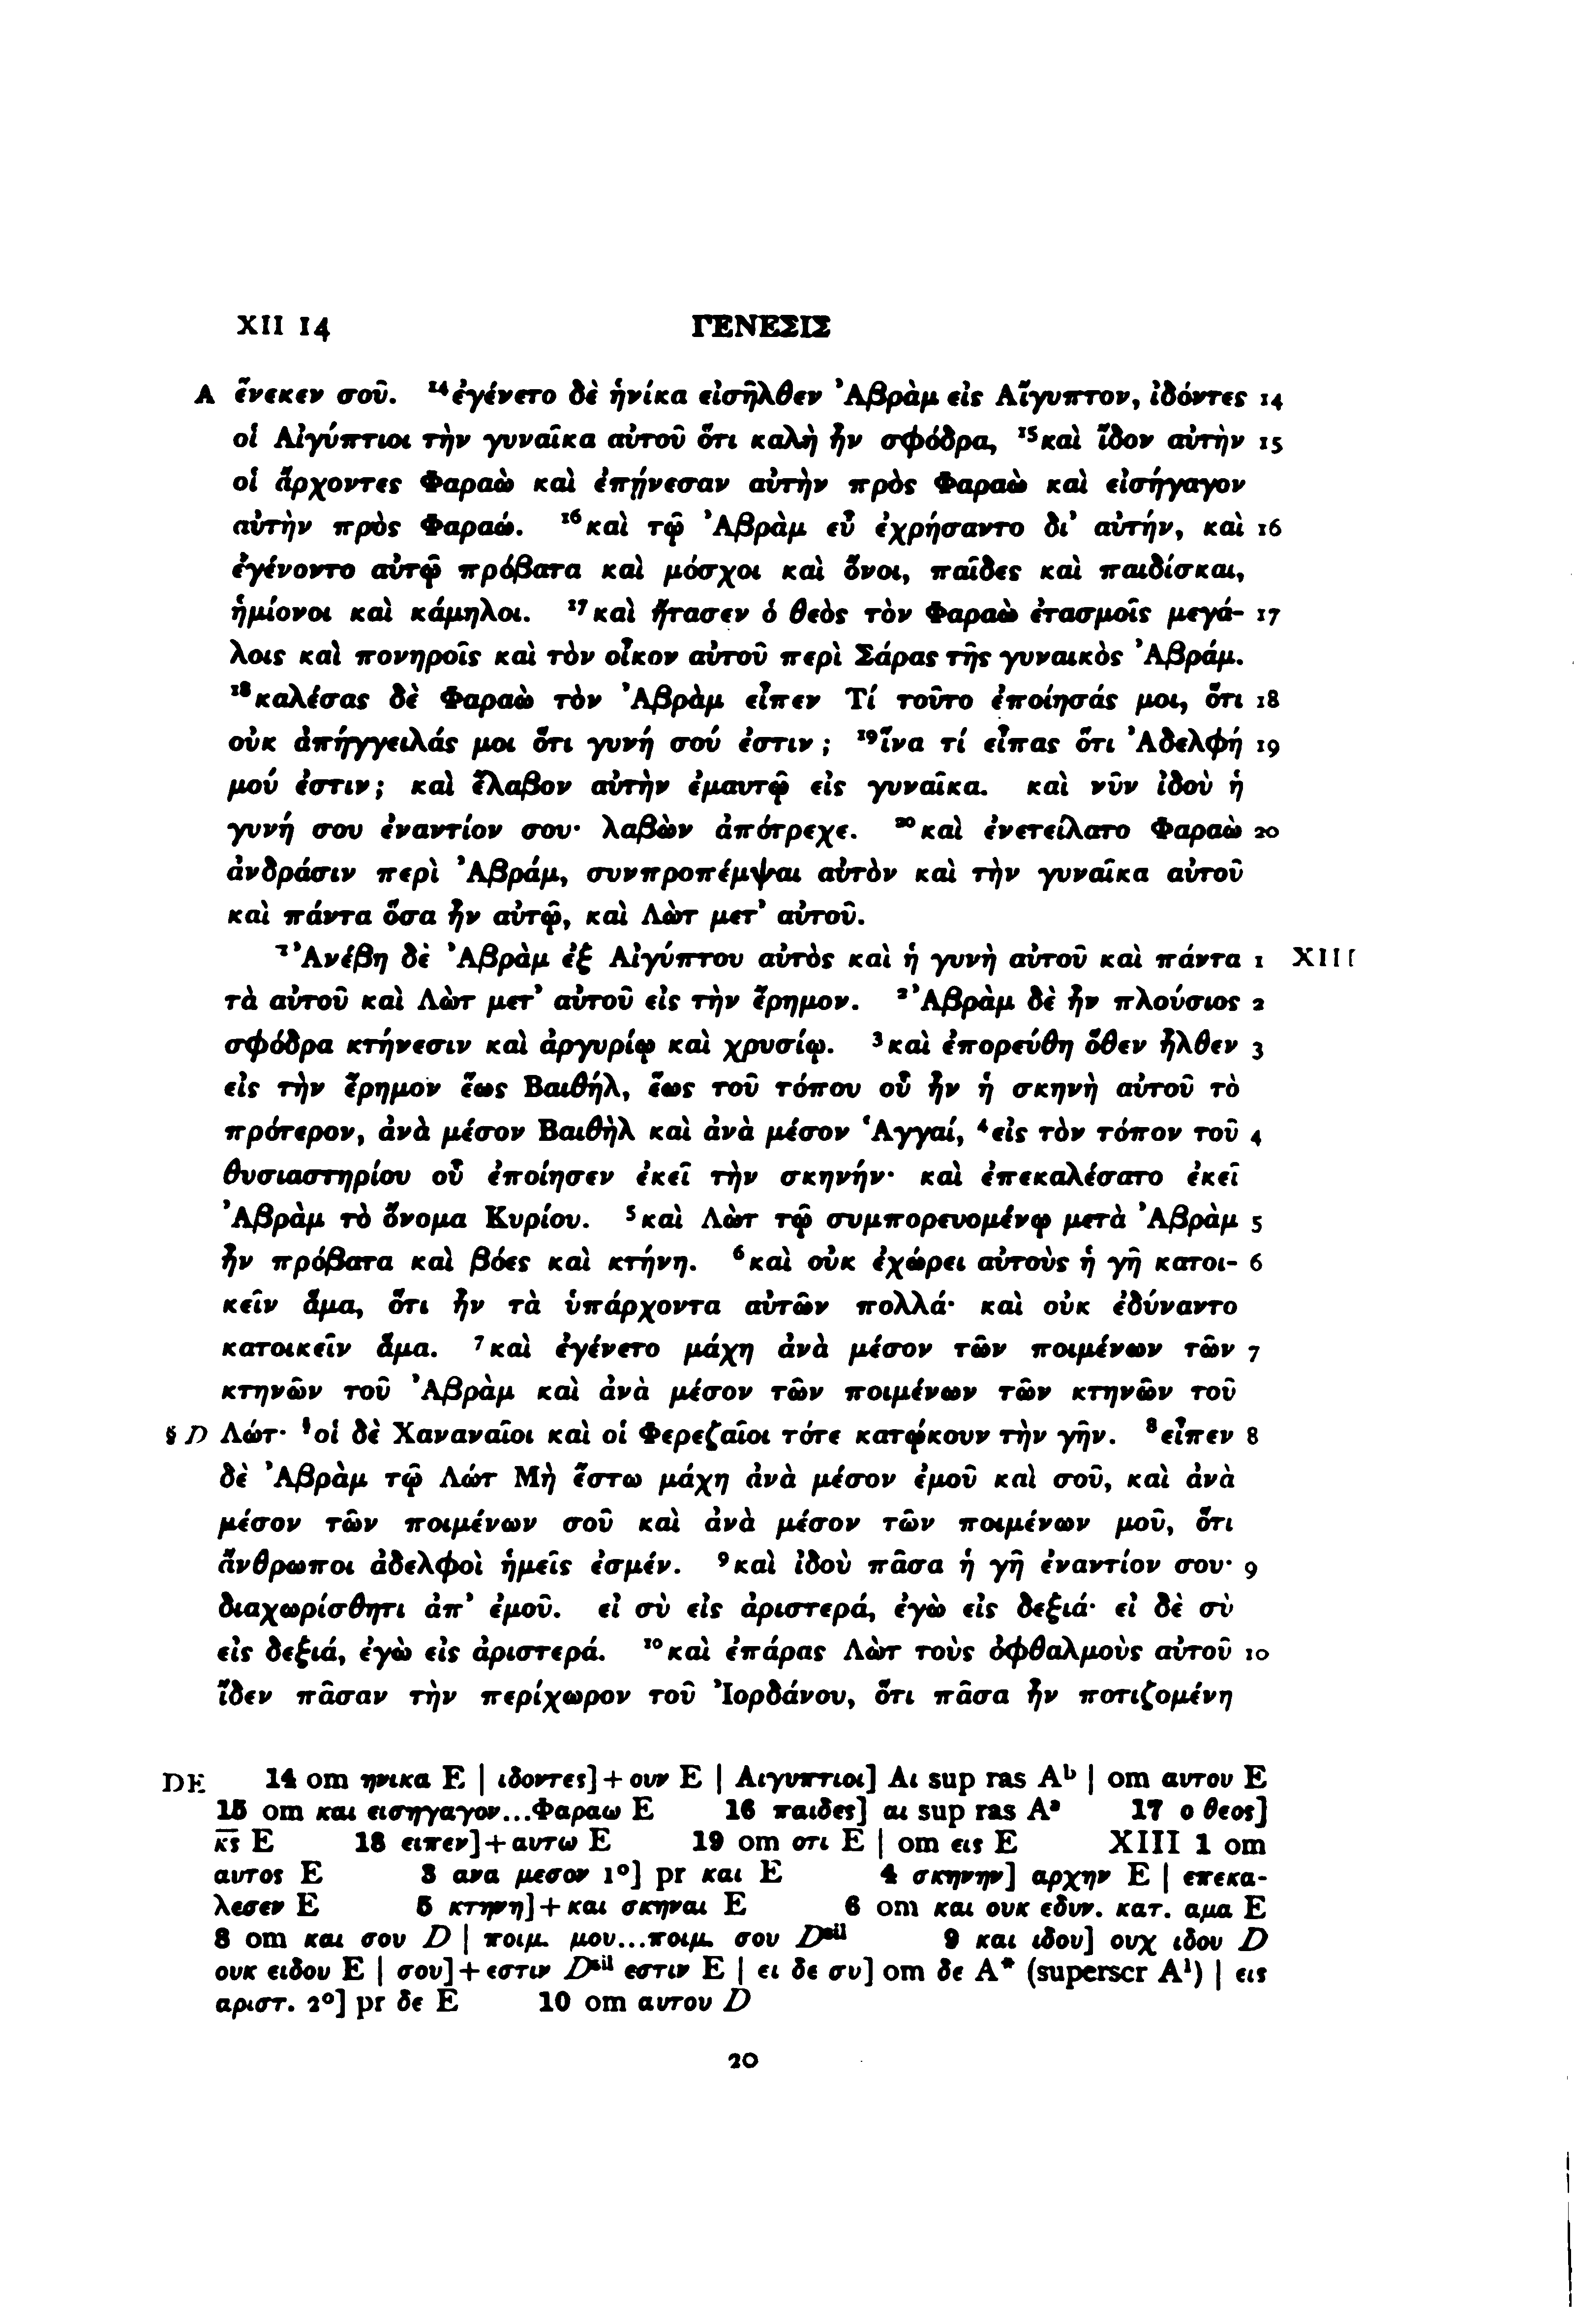 XII 14 ΓΕΝΕΣΙΣ
A ἕνεκεν σοῦ. ¹⁴ἐγένετο δὲ ἡνίκα εἰσῆλθεν Ἀβρὰμ εἰς Αἴγυπτον, ἰδόντες 14
οἱ Αἰγύπτιοι τὴν γυναῖκα αὐτοῦ ὅτι καλὴ ἦν σφόδρα, ¹⁵καὶ ἴδον αὐτὴν 15
οἱ ἄρχοντες Φαραὼ καὶ ἐπῄνεσαν αὐτὴν πρὸς Φαραὼ καὶ εἰσήγαγον
αὐτὴν πρὸς Φαραώ. ¹⁶καὶ τῷ Ἀβρὰμ εὖ ἐχρήσαντο δι’ αὐτήν, καὶ 16
ἐγένοντο αὐτῷ πρόβατα καὶ μόσχοι καὶ ὄνοι, παῖδες καὶ παιδίσκαι,
ἡμίονοι καὶ κάμηλοι. ¹⁷καὶ ἤτασεν ὁ θεὸς τὸν Φαραὼ ἐτασμοῖς μεγά- 17
λοις καὶ πονηροῖς καὶ τὸν οἶκον αὐτοῦ περὶ Σάρας τῆς γυναικὸς Ἀβράμ.
¹⁸καλέσας δὲ Φαραὼ τὸν Ἀβρὰμ εἶπεν Τί τοῦτο ἐποίησάς μοι, ὅτι 18
οὐκ ἀπήγγειλάς μοι ὅτι γυνή σού ἐστιν; ¹⁹ἵνα τί εἶπας ὅτι Ἀδελφή 19
μού ἐστιν; καὶ ἔλαβον αὐτὴν ἐμαυτῷ εἰς γυναῖκα. καὶ νῦν ἰδοὺ ἡ
γυνή σου ἐναντίον σου· λαβὼν ἀπότρεχε. ²⁰καὶ ἐνετείλατο Φαραὼ 20
ἀνδράσιν περὶ Ἀβράμ, συνπροπέμψαι αὐτὸν καὶ τὴν γυναῖκα αὐτοῦ
καὶ πάντα ὅσα ἦν αὐτῷ, καὶ Λὼτ μετ’ αὐτοῦ.
¹Ἀνέβη δὲ Ἀβρὰμ ἐξ Αἰγύπτου αὐτὸς καὶ ἡ γυνὴ αὐτοῦ καὶ πάντα 1 XIII
τὰ αὐτοῦ καὶ Λὼτ μετ’ αὐτοῦ εἰς τὴν ἔρημον. ²Ἀβρὰμ δὲ ἦν πλούσιος 2
σφόδρα κτήνεσιν καὶ ἀργυρίῳ καὶ χρυσίῳ. ³καὶ ἐπορεύθη ὅθεν ἦλθεν 3
εἰς τὴν ἔρημον ἕως Βαιθήλ, ἕως τοῦ τόπου οὗ ἦν ἡ σκηνὴ αὐτοῦ τὸ
πρότερον, ἀνὰ μέσον Βαιθὴλ καὶ ἀνὰ μέσον Ἁγγαί, ⁴εἰς τὸν τόπον τοῦ 4
θυσιαστηρίου οὗ ἐποίησεν ἐκεῖ τὴν σκηνήν· καὶ ἐπεκαλέσατο ἐκεῖ
Ἀβρὰμ τὸ ὄνομα Κυρίου. ⁵καὶ Λὼτ τῷ συμπορευομένῳ μετὰ Ἀβρὰμ 5
ἦν πρόβατα καὶ βόες καὶ κτήνη. ⁶καὶ οὐκ ἐχώρει αὐτοὺς ἡ γῆ κατοι- 6
κεῖν ἅμα, ὅτι ἦν τὰ ὑπάρχοντα αὐτῶν πολλά· καὶ οὐκ ἐδύναντο
κατοικεῖν ἅμα. ⁷καὶ ἐγένετο μάχη ἀνὰ μέσον τῶν ποιμένων τῶν 7
κτηνῶν τοῦ Ἀβρὰμ καὶ ἀνὰ μέσον τῶν ποιμένων τῶν κτηνῶν τοῦ
§ D Λώτ· §οἱ δὲ Χαναναῖοι καὶ οἱ Φερεζαῖοι τότε κατῴκουν τὴν γῆν. ⁸εἶπεν 8
δὲ Ἀβρὰμ τῷ Λώτ Μὴ ἔστω μάχη ἀνὰ μέσον ἐμοῦ καὶ σοῦ, καὶ ἀνὰ
μέσον τῶν ποιμένων σοῦ καὶ ἀνὰ μέσον τῶν ποιμένων μοῦ, ὅτι
ἄνθρωποι ἀδελφοὶ ἡμεῖς ἐσμέν. ⁹καὶ ἰδοὺ πᾶσα ἡ γῆ ἐναντίον σου· 9
διαχωρίσθητι ἀπ’ ἐμοῦ. εἰ σὺ εἰς ἀριστερά, ἐγὼ εἰς δεξιά· εἰ δὲ σὺ
εἰς δεξιά, ἐγὼ εἰς ἀριστερά. ¹⁰καὶ ἐπάρας Λὼτ τοὺς ὀφθαλμοὺς αὐτοῦ 10
ἴδεν πᾶσαν τὴν περίχωρον τοῦ Ἰορδάνου, ὅτι πᾶσα ἦν ποτιζομένη
DE 14 om ηνικα E | ιδοντες]+ουν E | Αιγυπτιοι] Αι sup ras Aᵇ | om αυτου E
15 om και εισηγαγον...Φαραω E 16 παιδες] αι sup ras Aᵃ 17 ο θεος]
κ̅ς̅ E 18 ειπεν]+αυτω E 19 om οτι E | om εις E XIII 1 om
αυτος E 3 ανα μεσον 1°] pr και E 4 σκηνην] αρχην E | επεκα-
λεσεν E 5 κτηνη]+και σκηναι E 6 om και ουκ εδυν. κατ. αμα E
8 om και σου D | ποιμ. μου...ποιμ. σου Dˢⁱˡ 9 και ιδου] ουχ ιδου D
ουκ ειδου E | σου]+εστιν Dˢⁱˡ εστιν E | ει δε συ] om δε A* (superscr A¹) | εις
αριστ. 2°] pr δε E 10 om αυτου D
20